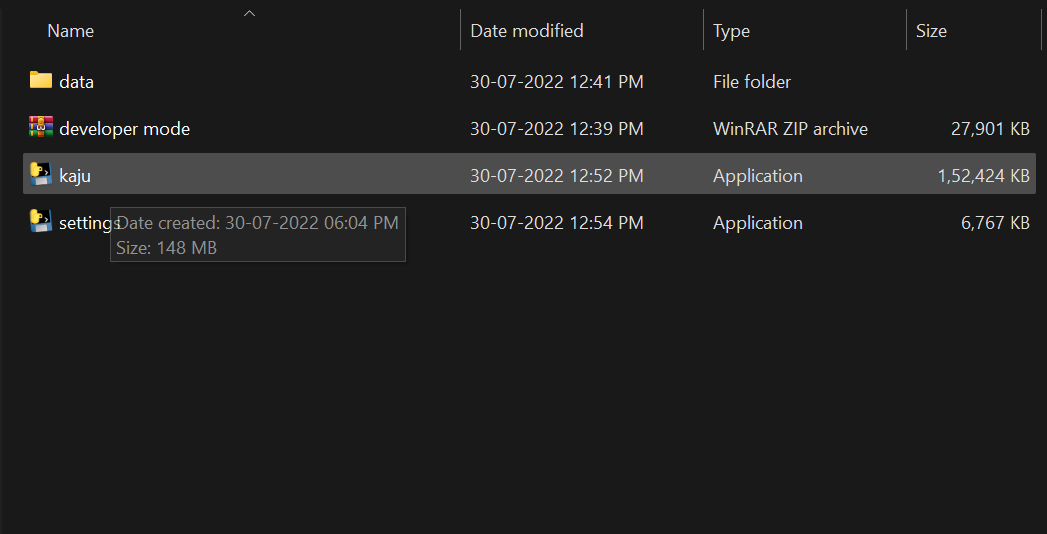 Name Date modified Type Size
data 30-07-2022 12:41 PM File folder
developer mode 30-07-2022 12:39 PM WinRAR ZIP archive 27,901 KB
kaju 30-07-2022 12:52 PM Application 1,52,424 KB
settings 30-07-2022 12:54 PM Application 6,767 KB
Date created: 30-07-2022 06:04 PM
Size: 148 MB